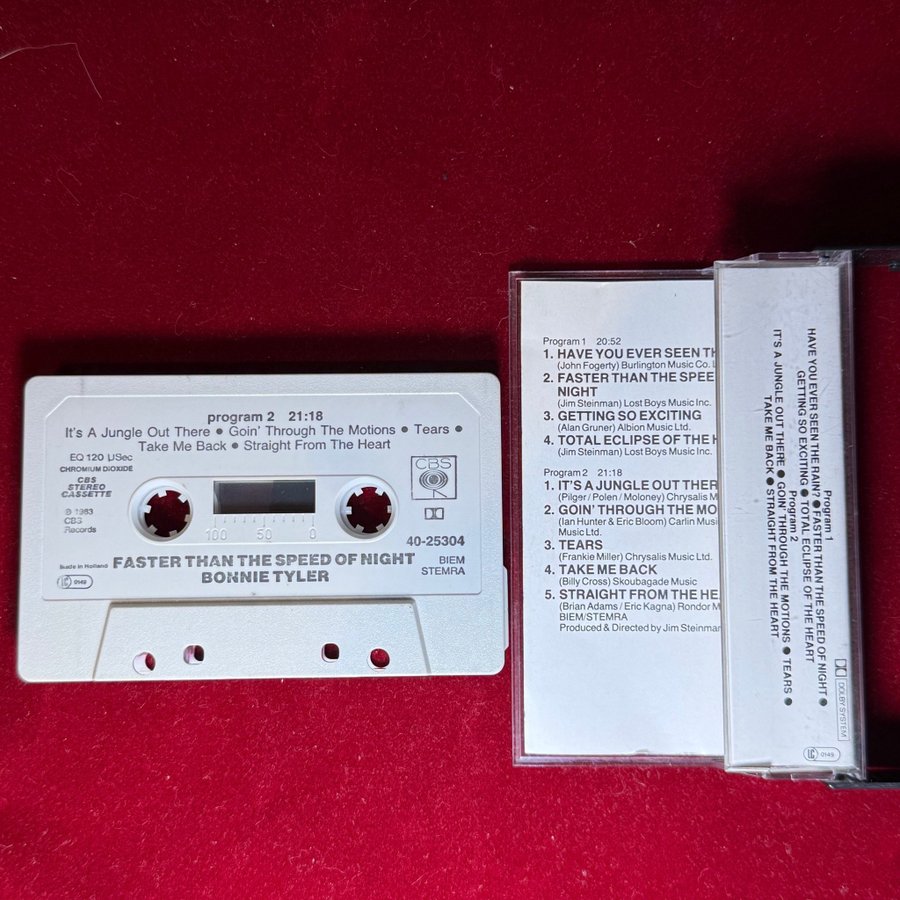 program 2 21:18
It's A Jungle Out There ● Goin' Through The Motions ● Tears ●
Take Me Back ● Straight From The Heart
EQ 120 µSec
CHROMIUM DIOXIDE
CBS
STEREO
CASSETTE
℗ 1983
CBS
Records
Made in Holland
0149
CBS
100 50 0
40-25304
BIEM
STEMRA
FASTER THAN THE SPEED OF NIGHT
BONNIE TYLER
Program 1 20:52
1. HAVE YOU EVER SEEN TH
(John Fogerty) Burlington Music Co. L
2. FASTER THAN THE SPEE
NIGHT
(Jim Steinman) Lost Boys Music Inc.
3. GETTING SO EXCITING
(Alan Gruner) Albion Music Ltd.
4. TOTAL ECLIPSE OF THE H
(Jim Steinman) Lost Boys Music Inc.
Program 2 21:18
1. IT'S A JUNGLE OUT THER
(Pilger / Polen / Moloney) Chrysalis M
2. GOIN' THROUGH THE MO
(Ian Hunter & Eric Bloom) Carlin Mus
Music Ltd.
3. TEARS
(Frankie Miller) Chrysalis Music Ltd.
4. TAKE ME BACK
(Billy Cross) Skoubagade Music
5. STRAIGHT FROM THE HEA
(Brian Adams / Eric Kagna) Rondor M
BIEM/STEMRA
Produced & Directed by Jim Steinman
Program 1
HAVE YOU EVER SEEN THE RAIN? ● FASTER THAN THE SPEED OF NIGHT ●
GETTING SO EXCITING ● TOTAL ECLIPSE OF THE HEART
Program 2
IT'S A JUNGLE OUT THERE ● GOIN' THROUGH THE MOTIONS ● TEARS ●
TAKE ME BACK ● STRAIGHT FROM THE HEART
DOLBY SYSTEM
0149